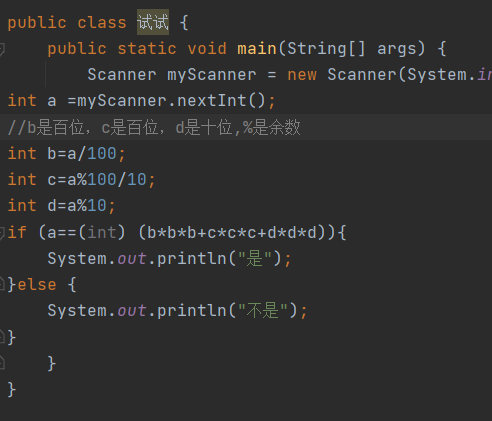 public class 试试 {
public static void main(String[] args) {
Scanner myScanner = new Scanner(System.in
int a =myScanner.nextInt();
//b是百位，c是百位，d是十位,%是余数
int b=a/100;
int c=a%100/10;
int d=a%10;
if (a==(int) (b*b*b+c*c*c+d*d*d)){
System.out.println("是");
}else {
System.out.println("不是");
}
}
}